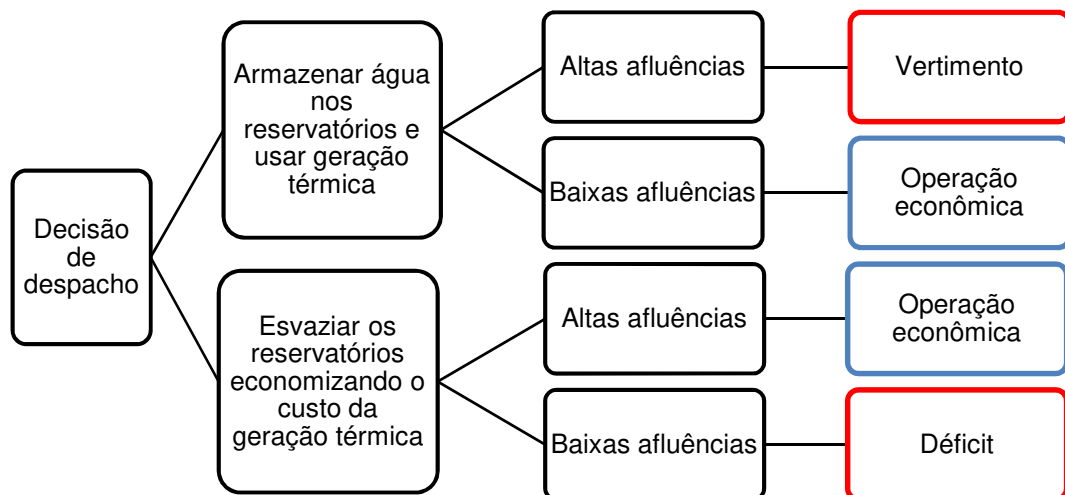 Decisão
de
despacho
Armazenar água
nos
reservatórios e
usar geração
térmica
Altas afluências
Vertimento
Baixas afluências
Operação
econômica
Esvaziar os
reservatórios
economizando o
custo da
geração térmica
Altas afluências
Operação
econômica
Baixas afluências
Déficit